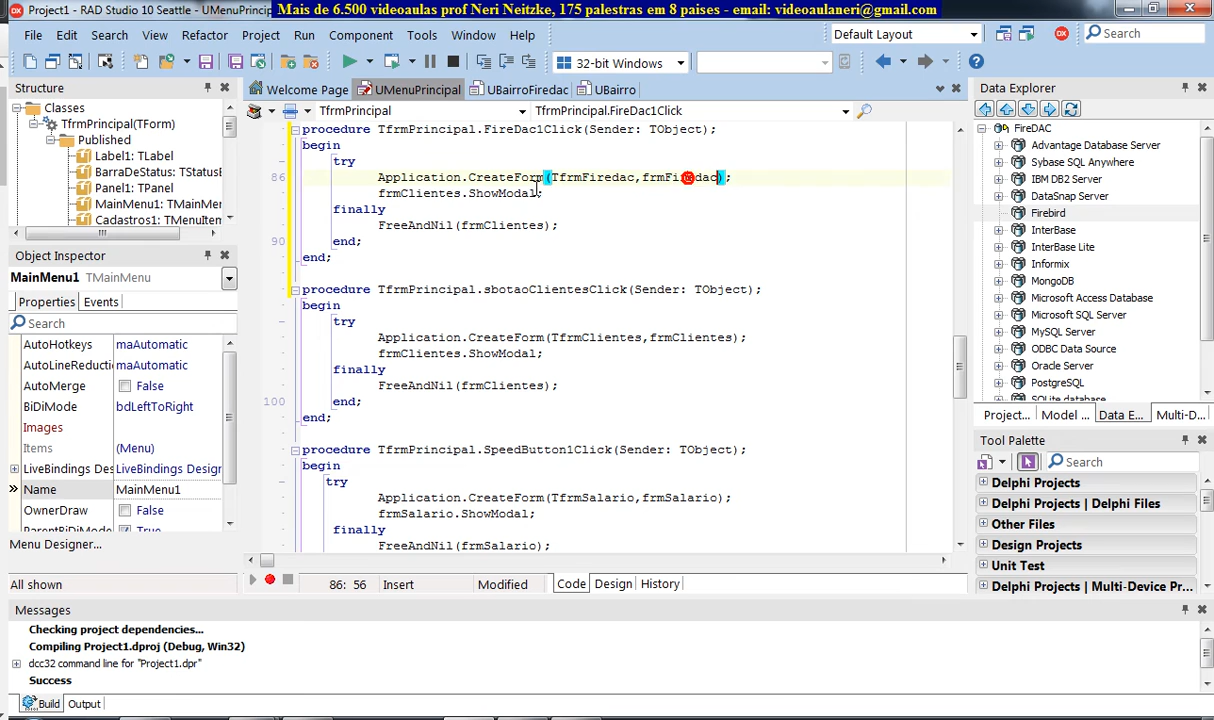 Project1 - RAD Studio 10 Seattle - UMenuPrincip
Mais de 6.500 videoaulas prof Neri Neitzke, 175 palestras em 8 paises - email: videoaulaneri@gmail.com
File Edit Search View Refactor Project Run Component Tools Window Help
Default Layout
Search
32-bit Windows
Structure
Classes
TfrmPrincipal(TForm)
Published
Label1: TLabel
BarraDeStatus: TStatusE
Panel1: TPanel
MainMenu1: TMainMenu
Cadastros1: TMenuItem
Object Inspector
MainMenu1 TMainMenu
Properties Events
Search
AutoHotkeys maAutomatic
AutoLineReducti maAutomatic
AutoMerge False
BiDiMode bdLeftToRight
Images
Items (Menu)
LiveBindings Des LiveBindings Design
Name MainMenu1
OwnerDraw False
ParentBiDiMode True
Menu Designer...
All shown
Welcome Page UMenuPrincipal UBairroFiredac UBairro
TfrmPrincipal TfrmPrincipal.FireDac1Click
procedure TfrmPrincipal.FireDac1Click(Sender: TObject);
begin
try
86 Application.CreateForm(TfrmFiredac,frmFiredac);
frmClientes.ShowModal;
finally
FreeAndNil(frmClientes);
90 end;
end;
procedure TfrmPrincipal.sbotaoClientesClick(Sender: TObject);
begin
try
Application.CreateForm(TfrmClientes,frmClientes);
frmClientes.ShowModal;
finally
FreeAndNil(frmClientes);
100 end;
end;
procedure TfrmPrincipal.SpeedButton1Click(Sender: TObject);
begin
try
Application.CreateForm(TfrmSalario,frmSalario);
frmSalario.ShowModal;
finally
FreeAndNil(frmSalario);
86: 56 Insert Modified Code Design History
Data Explorer
FireDAC
Advantage Database Server
Sybase SQL Anywhere
IBM DB2 Server
DataSnap Server
Firebird
InterBase
InterBase Lite
Informix
MongoDB
Microsoft Access Database
Microsoft SQL Server
MySQL Server
ODBC Data Source
Oracle Server
PostgreSQL
SQLite database
Project... Model ... Data E... Multi-D...
Tool Palette
Search
Delphi Projects
Delphi Projects | Delphi Files
Other Files
Design Projects
Unit Test
Delphi Projects | Multi-Device Pr...
Messages
Checking project dependencies...
Compiling Project1.dproj (Debug, Win32)
dcc32 command line for "Project1.dpr"
Success
Build Output